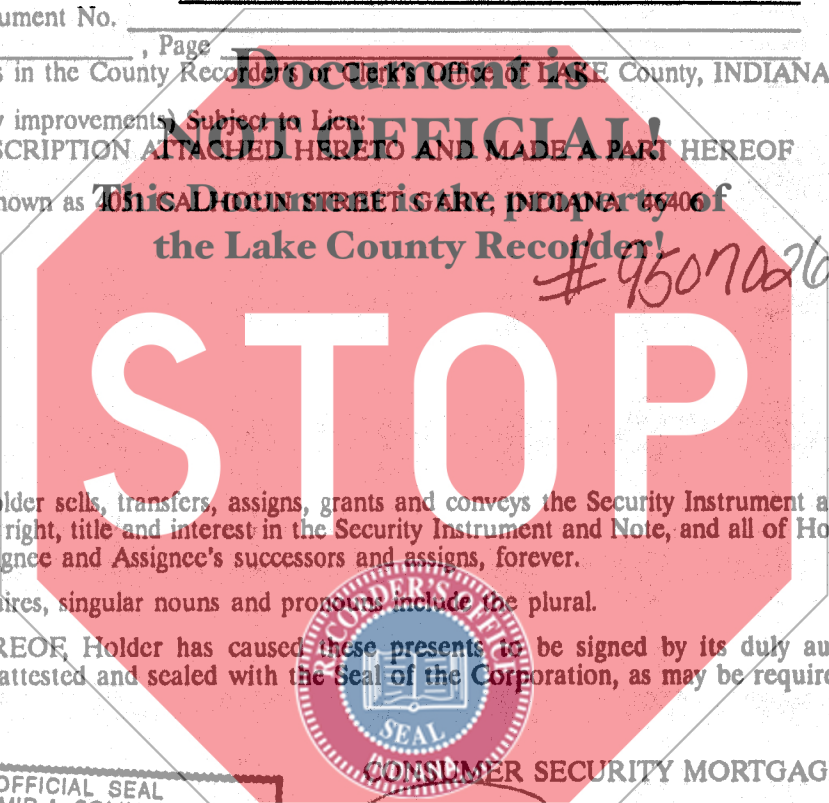 ument No.
, Page
Document is
s in the County Recorder's or Clerk's Office of LAKE County, INDIANA
y improvements) Subject to Lien:
NOT OFFICIAL!
SCRIPTION ATTACHED HERETO AND MADE A PART HEREOF
This Document is the property of
nown as 4051 CALHOUN STREET GARY, INDIANA 46406
the Lake County Recorder!
#9507026
STOP
older sells, transfers, assigns, grants and conveys the Security Instrument a
right, title and interest in the Security Instrument and Note, and all of Ho
gnee and Assignee's successors and assigns, forever.
RECORDER'S OFFICE
ires, singular nouns and pronouns include the plural.
REOF, Holder has caused these presents to be signed by its duly au
attested and sealed with the Seal of the Corporation, as may be require
SEAL
CONSUMER SECURITY MORTGAG
OFFICIAL SEAL